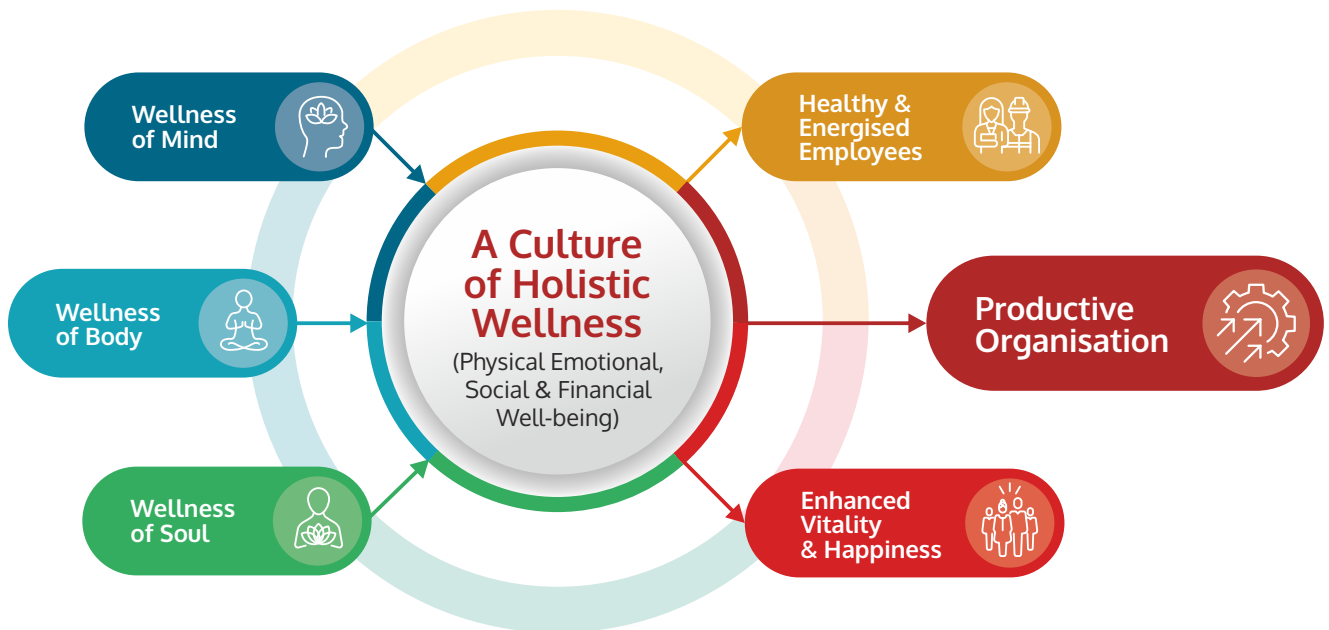 Wellness
of Mind
Wellness
of Body
Wellness
of Soul
A Culture
of Holistic
Wellness
(Physical Emotional,
Social & Financial
Well-being)
Healthy &
Energised
Employees
Productive
Organisation
Enhanced
Vitality
& Happiness